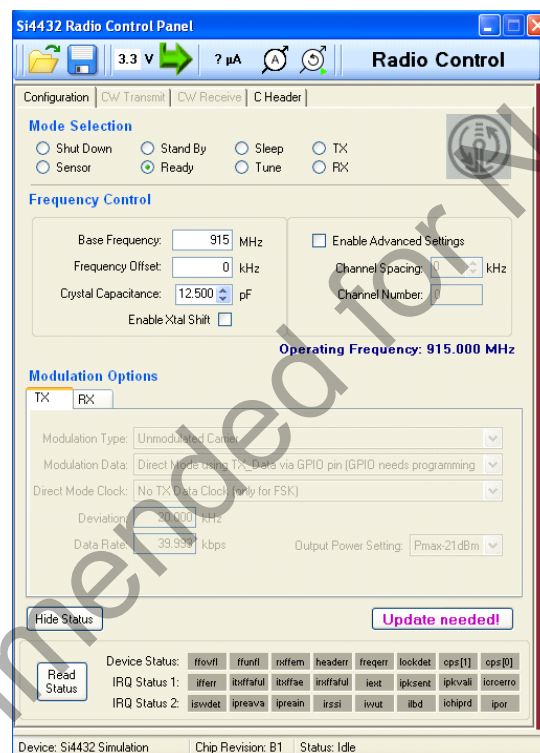 Si4432 Radio Control Panel
3.3 V ? µA A Radio Control
Configuration CW Transmit CW Receive C Header
Mode Selection
Shut Down Stand By Sleep TX
Sensor Ready Tune RX
Frequency Control
Base Frequency: 915 MHz Enable Advanced Settings
Frequency Offset: 0 kHz Channel Spacing: 0 kHz
Crystal Capacitance: 12.500 pF Channel Number: 0
Enable Xtal Shift
Operating Frequency: 915.000 MHz
Modulation Options
TX RX
Modulation Type: Unmodulated Carrier
Modulation Data: Direct Mode using TX_Data via GPIO pin (GPIO needs programming
Direct Mode Clock: No TX Data Clock (only for FSK)
Deviation: 20.000 kHz
Data Rate: 39.999 kbps Output Power Setting: Pmax-21dBm
Hide Status Update needed!
Read Status
Device Status: ffovfl ffunfl rxffem headerr freqerr lockdet cps[1] cps[0]
IRQ Status 1: ifferr itxffaful itxffae irxffaful iext ipksent ipkvali icrcerro
IRQ Status 2: iswdet ipreava ipreain irssi iwut ilbd ichiprd ipor
Device: Si4432 Simulation Chip Revision: B1 Status: Idle
mmended for N